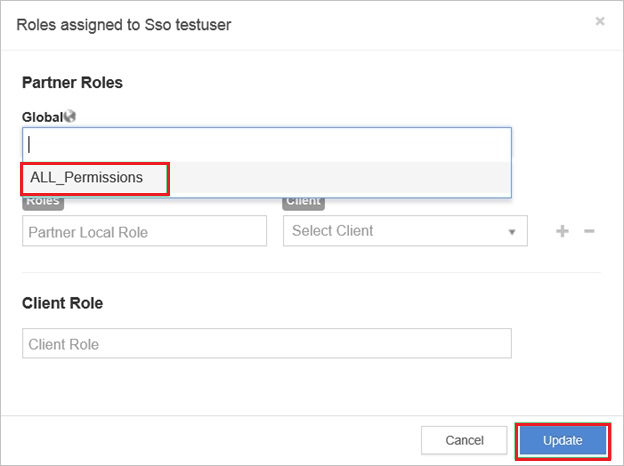 Roles assigned to Sso testuser ×
Partner Roles
Global
ALL_Permissions
Roles Client
Partner Local Role Select Client
Client Role
Client Role
Cancel Update